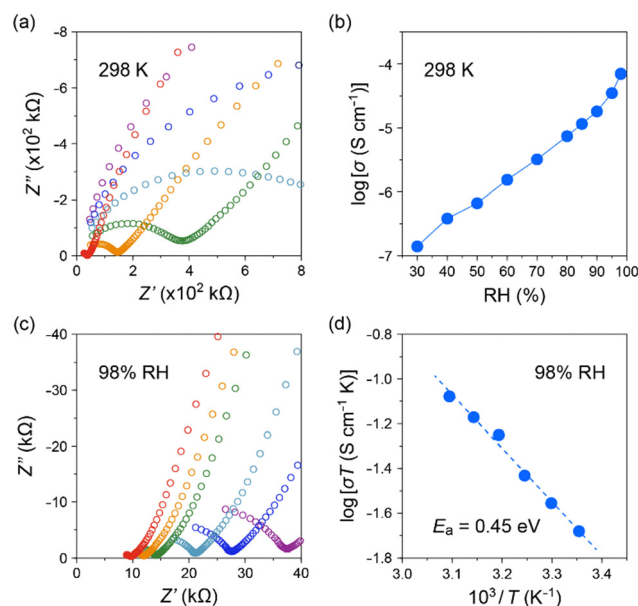 (a)
298 K
Z″ (x10² kΩ)
-8
-6
-4
-2
0
0
2
4
6
8
Z′ (x10² kΩ)
(b)
298 K
log[σ (S cm⁻¹)]
-4
-5
-6
-7
30
40
50
60
70
80
90
100
RH (%)
(c)
98% RH
Z″ (kΩ)
-40
-30
-20
-10
0
0
10
20
30
40
Z′ (kΩ)
(d)
98% RH
log[σT (S cm⁻¹ K)]
-0.8
-1.0
-1.2
-1.4
-1.6
-1.8
Eₐ = 0.45 eV
3.0
3.1
3.2
3.3
3.4
10³/T (K⁻¹)